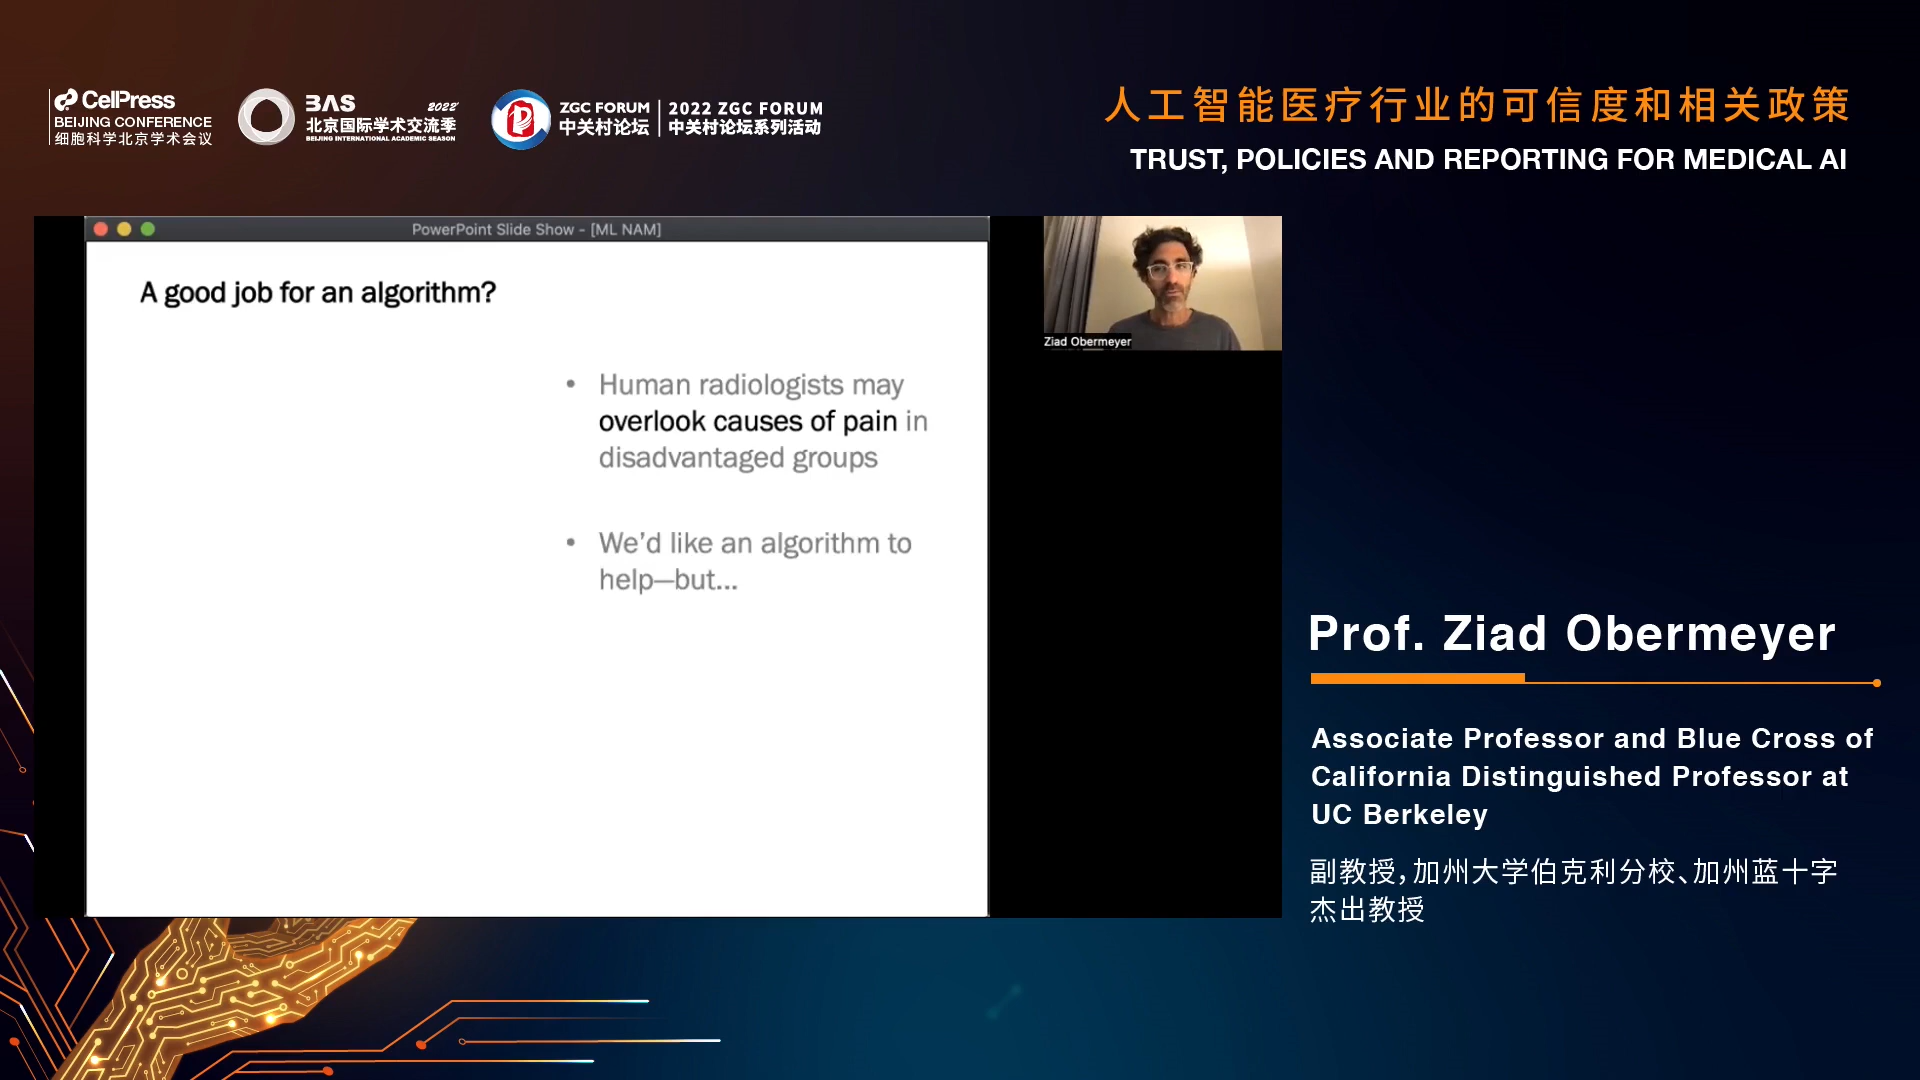 CellPress
BEIJING CONFERENCE
细胞科学北京学术会议
BAS 2022
北京国际学术交流季
BEIJING INTERNATIONAL ACADEMIC SEASON
ZGC FORUM
中关村论坛
2022 ZGC FORUM
中关村论坛系列活动
人工智能医疗行业的可信度和相关政策
TRUST, POLICIES AND REPORTING FOR MEDICAL AI
PowerPoint Slide Show - [ML NAM]
A good job for an algorithm?
• Human radiologists may
overlook causes of pain in
disadvantaged groups
• We’d like an algorithm to
help—but...
Ziad Obermeyer
Prof. Ziad Obermeyer
Associate Professor and Blue Cross of
California Distinguished Professor at
UC Berkeley
副教授,加州大学伯克利分校、加州蓝十字
杰出教授